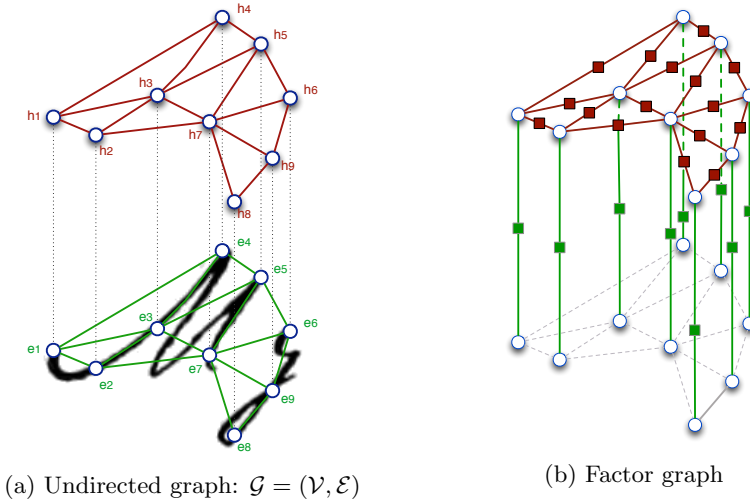 h4
h5
h3
h6
h1
h2
h7
h9
h8
e4
e5
e3
e6
e1
e2
e7
e9
e8
(a) Undirected graph: 𝒢 = (𝒱, ℰ)
(b) Factor graph